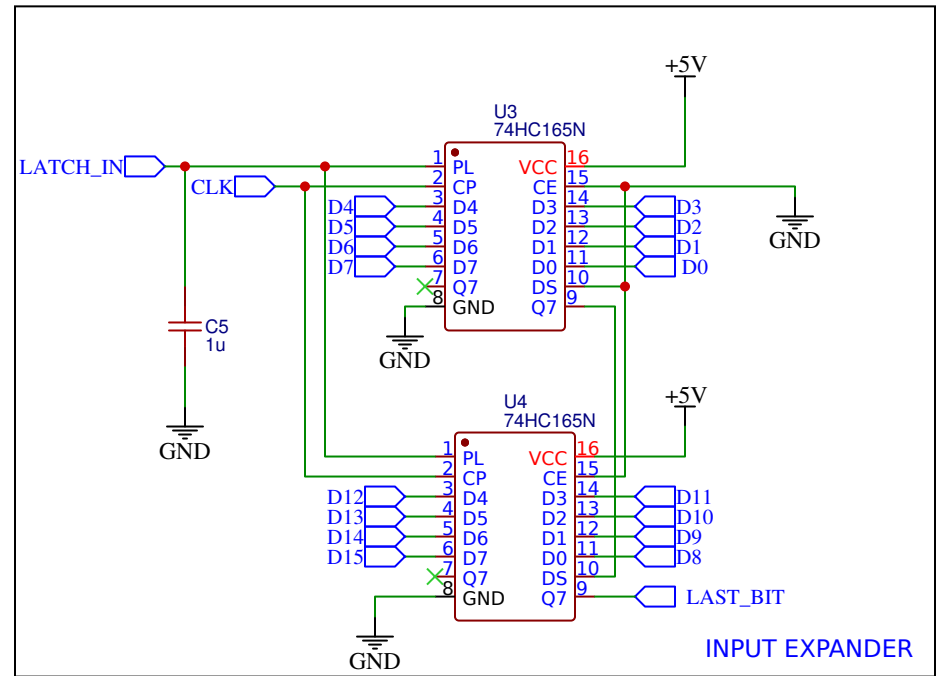 +5V
U3
74HC165N
LATCH_IN
CLK
1 PL
2 CP
D4 3 D4
D5 4 D5
D6 5 D6
D7 6 D7
7 Q7
8 GND
VCC 16
CE 15
D3 14 D3
D2 13 D2
D1 12 D1
D0 11 D0
DS 10
Q7 9
GND
GND
C5
1u
GND
+5V
U4
74HC165N
1 PL
2 CP
D12 3 D4
D13 4 D5
D14 5 D6
D15 6 D7
7 Q7
8 GND
VCC 16
CE 15
D3 14 D11
D2 13 D10
D1 12 D9
D0 11 D8
DS 10
Q7 9 LAST_BIT
GND
INPUT EXPANDER